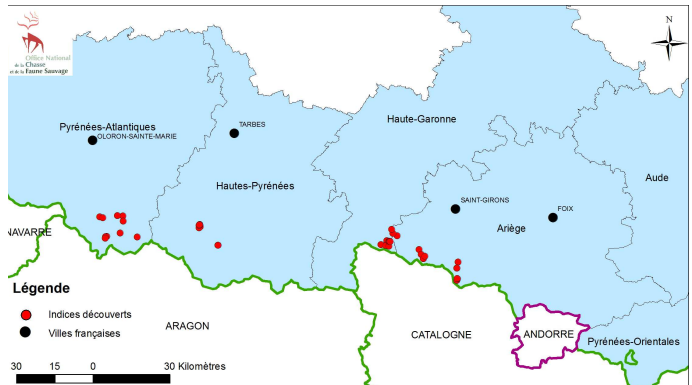 Office National
de la Chasse
et de la Faune Sauvage
N
Pyrénées-Atlantiques
OLORON-SAINTE-MARIE
TARBES
Haute-Garonne
Hautes-Pyrénées
SAINT-GIRONS
FOIX
Aude
Ariège
NAVARRE
Légende
Indices découverts
Villes françaises
ARAGON
CATALOGNE
ANDORRE
Pyrénées-Orientales
30 15 0 30 Kilomètres